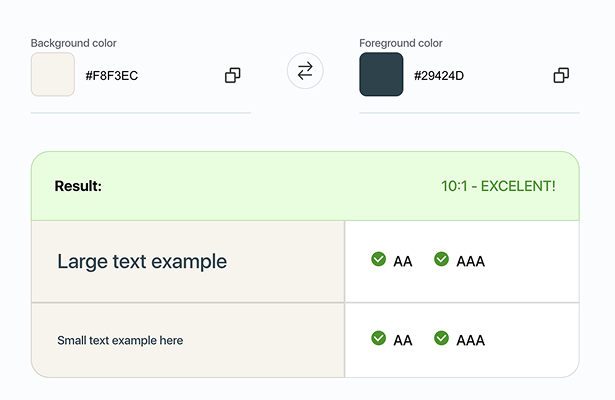 Background color
Foreground color
#F8F3EC
#29424D
Result:
10:1 - EXCELENT!
Large text example
AA
AAA
Small text example here
AA
AAA